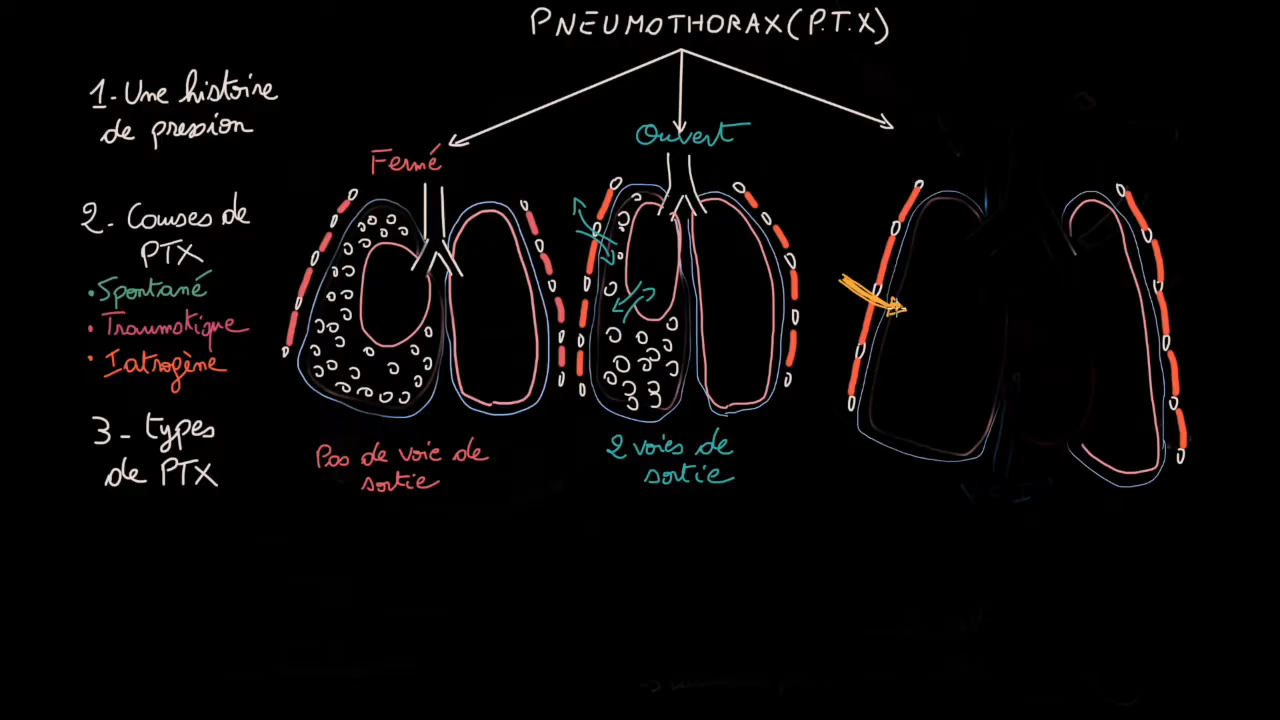 PNEUMOTHORAX (P.T.X)
1- Une histoire
de pression
Fermé
Ouvert
2- Causes de
PTX
• Spontané
• Traumatique
• Iatrogène
3- types
de PTX
Pas de voie de
sortie
2 voies de
sortie